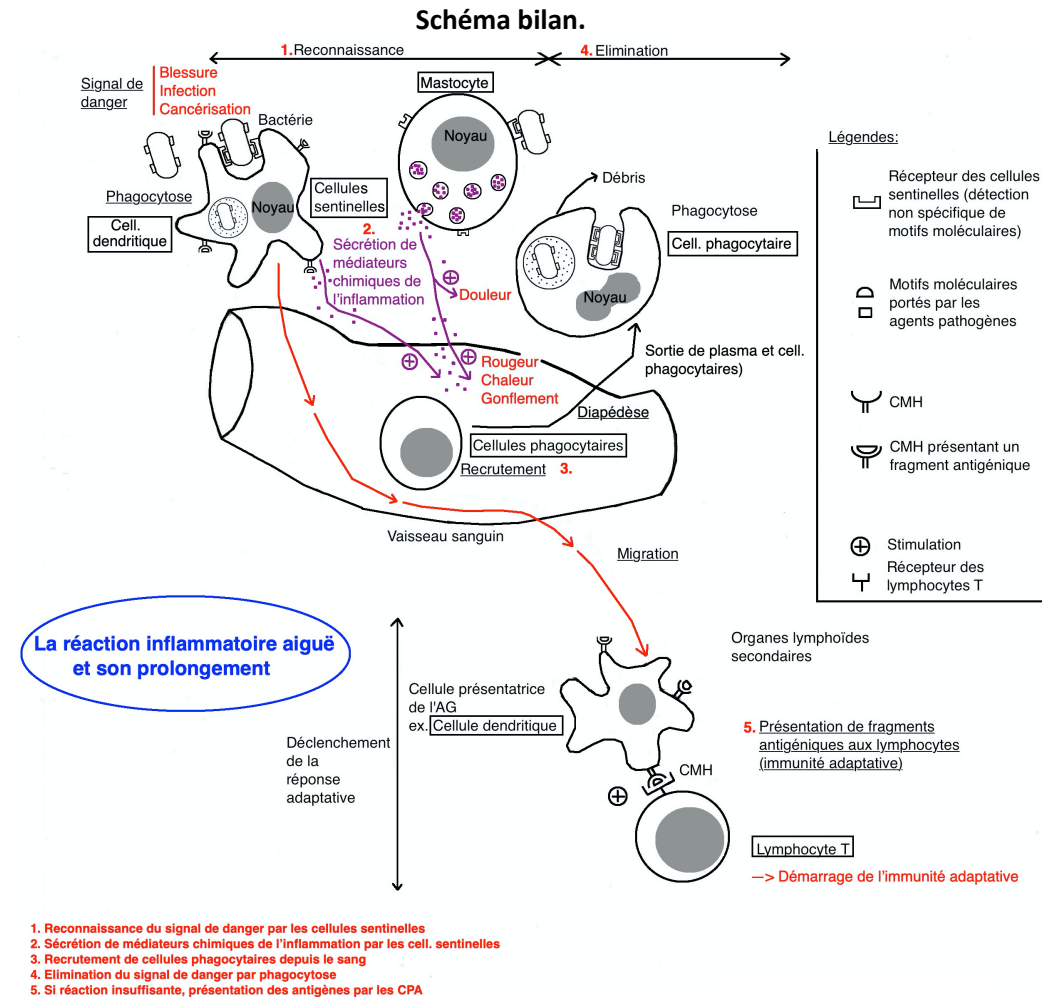 Schéma bilan.
1. Reconnaissance
4. Elimination
Signal de
danger
Blessure
Infection
Cancérisation
Bactérie
Mastocyte
Noyau
Phagocytose
Cell.
dendritique
Noyau
Cellules
sentinelles
2.
Sécrétion de
médiateurs
chimiques de
l'inflammation
Douleur
Débris
Phagocytose
Cell. phagocytaire
Noyau
Rougeur
Chaleur
Gonflement
Sortie de plasma et cell.
phagocytaires)
Diapédèse
Cellules phagocytaires
Recrutement 3.
Vaisseau sanguin
Migration
Légendes:
Récepteur des cellules
sentinelles (détection
non spécifique de
motifs moléculaires)
Motifs moléculaires
portés par les
agents pathogènes
CMH
CMH présentant un
fragment antigénique
Stimulation
Récepteur des
lymphocytes T
La réaction inflammatoire aiguë
et son prolongement
Déclenchement
de la
réponse
adaptative
Cellule présentatrice
de l'AG
ex. Cellule dendritique
Organes lymphoïdes
secondaires
5. Présentation de fragments
antigéniques aux lymphocytes
(immunité adaptative)
CMH
Lymphocyte T
—> Démarrage de l'immunité adaptative
1. Reconnaissance du signal de danger par les cellules sentinelles
2. Sécrétion de médiateurs chimiques de l'inflammation par les cell. sentinelles
3. Recrutement de cellules phagocytaires depuis le sang
4. Elimination du signal de danger par phagocytose
5. Si réaction insuffisante, présentation des antigènes par les CPA